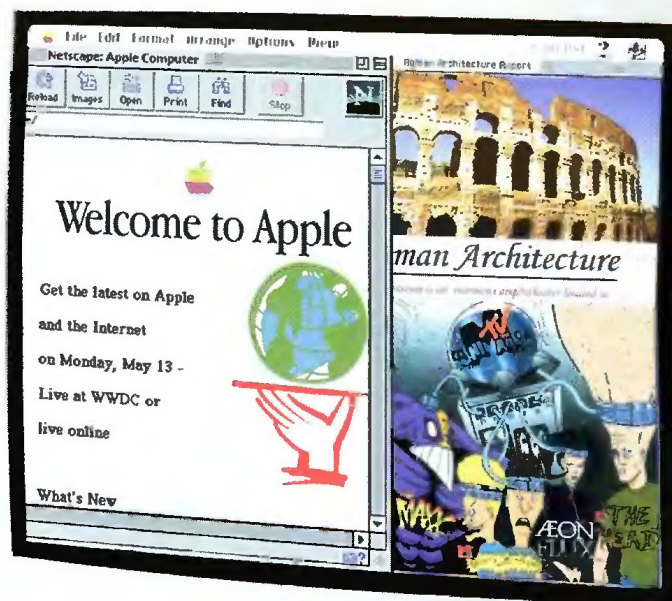 File Edit Format Arrange Options View
?
Netscape: Apple Computer
Reload Images Open Print Find Stop
N
/
Welcome to Apple
Get the latest on Apple
and the Internet
on Monday, May 13 -
Live at WWDC or
live online
What's New
?
Roman Architecture Report
man Architecture
TV
ÆON
FLUX
THE